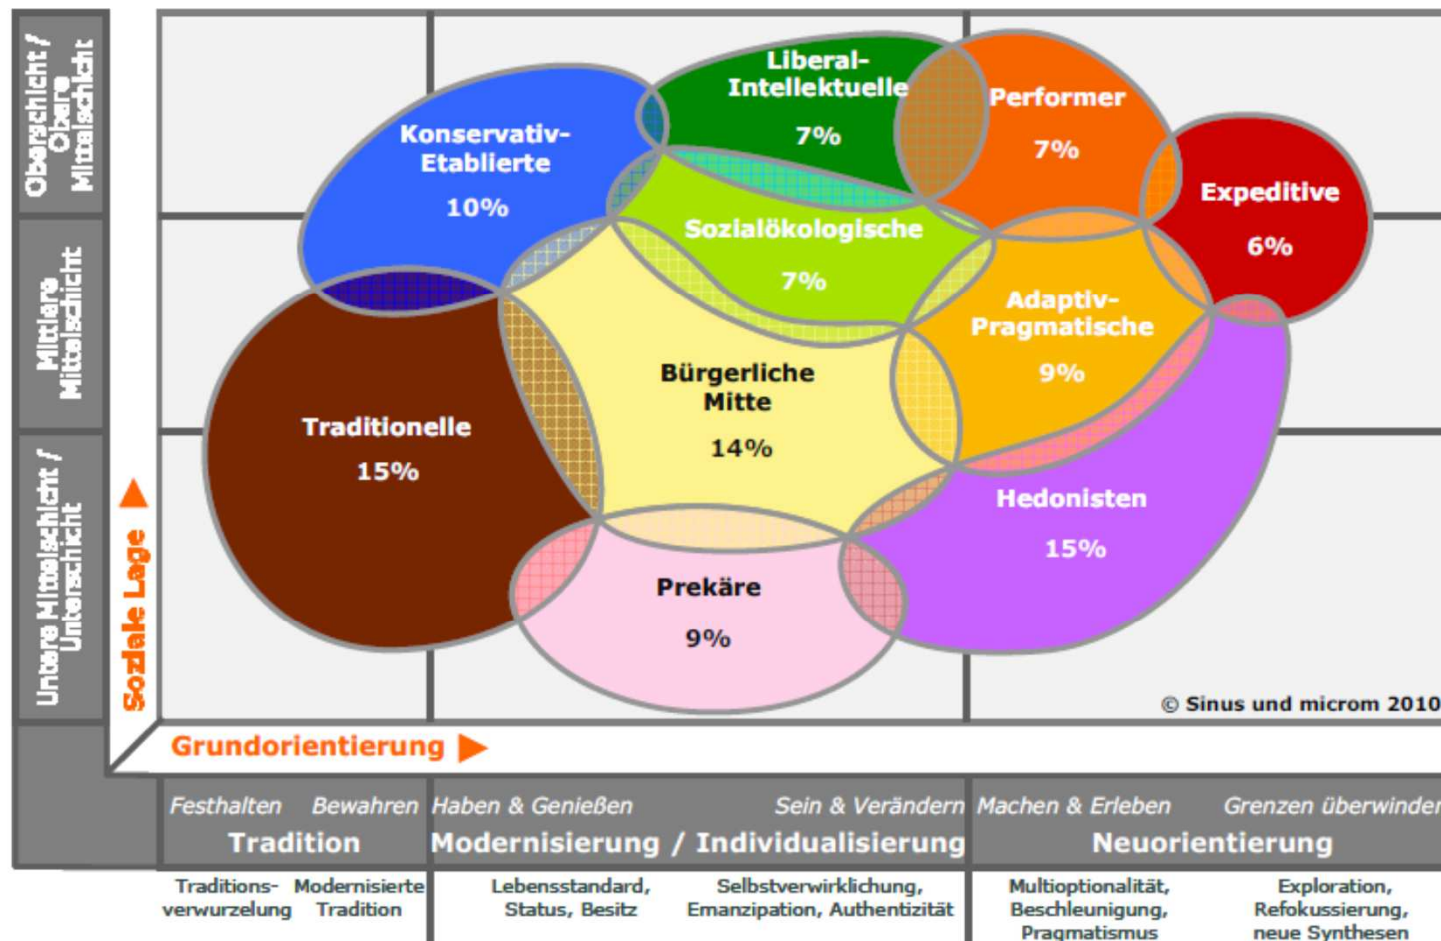 Oberschicht /
Obere
Mittelschicht
Mittlere
Mittelschicht
Untere Mittelschicht /
Unterschicht
Soziale Lage
Liberal-
Intellektuelle
7%
Performer
7%
Konservativ-
Etablierte
10%
Expeditive
6%
Sozialökologische
7%
Adaptiv-
Pragmatische
9%
Bürgerliche
Mitte
14%
Traditionelle
15%
Hedonisten
15%
Prekäre
9%
© Sinus und microm 2010
Grundorientierung
Festhalten Bewahren Haben & Genießen Sein & Verändern Machen & Erleben Grenzen überwinden
Tradition Modernisierung / Individualisierung Neuorientierung
Traditions-
verwurzelung
Modernisierte
Tradition
Lebensstandard,
Status, Besitz
Selbstverwirklichung,
Emanzipation, Authentizität
Multioptionalität,
Beschleunigung,
Pragmatismus
Exploration,
Refokussierung,
neue Synthesen